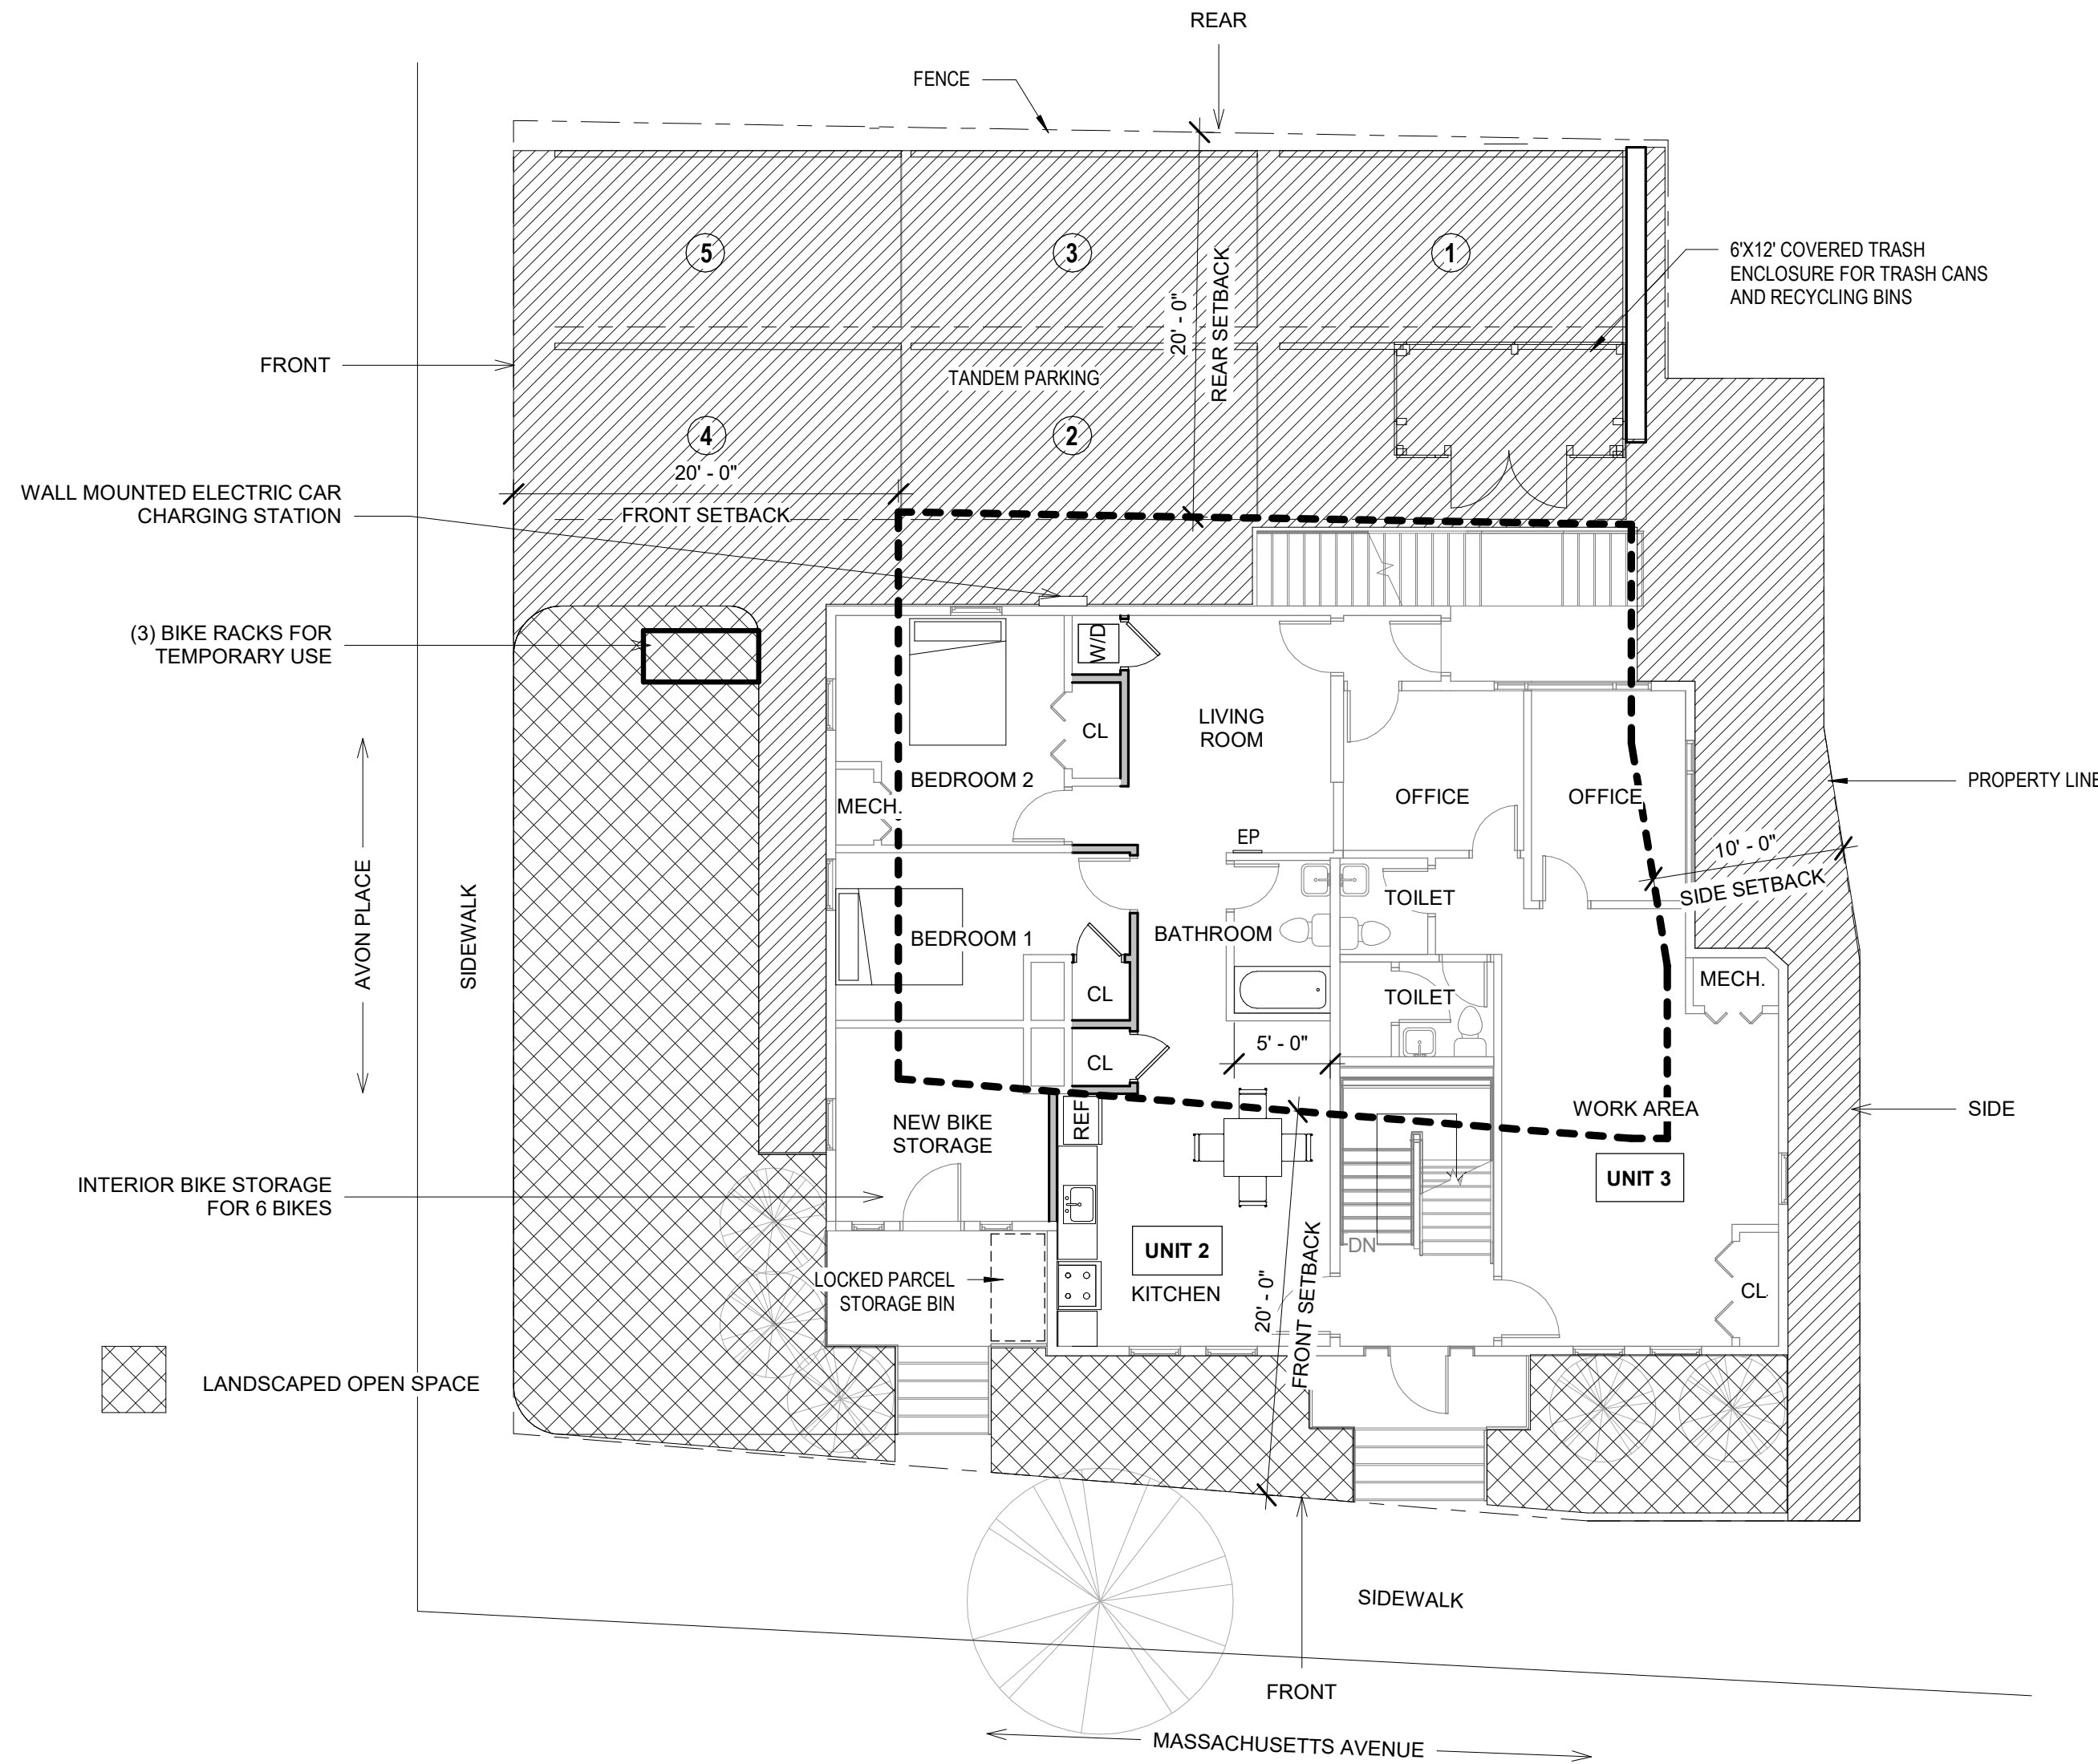 REAR
FENCE
5
3
1
6'X12' COVERED TRASH
ENCLOSURE FOR TRASH CANS
AND RECYCLING BINS
20' - 0"
REAR SETBACK
FRONT
TANDEM PARKING
4
2
20' - 0"
FRONT SETBACK
WALL MOUNTED ELECTRIC CAR
CHARGING STATION
(3) BIKE RACKS FOR
TEMPORARY USE
W/D
CL
LIVING
ROOM
BEDROOM 2
MECH.
OFFICE
OFFICE
PROPERTY LINE
EP
10' - 0"
SIDE SETBACK
AVON PLACE
SIDEWALK
TOILET
BEDROOM 1
BATHROOM
CL
TOILET
MECH.
5' - 0"
CL
REF
NEW BIKE
STORAGE
WORK AREA
SIDE
UNIT 3
INTERIOR BIKE STORAGE
FOR 6 BIKES
UNIT 2
DN
LOCKED PARCEL
STORAGE BIN
KITCHEN
20' - 0"
FRONT SETBACK
CL
LANDSCAPED OPEN SPACE
SIDEWALK
FRONT
MASSACHUSETTS AVENUE